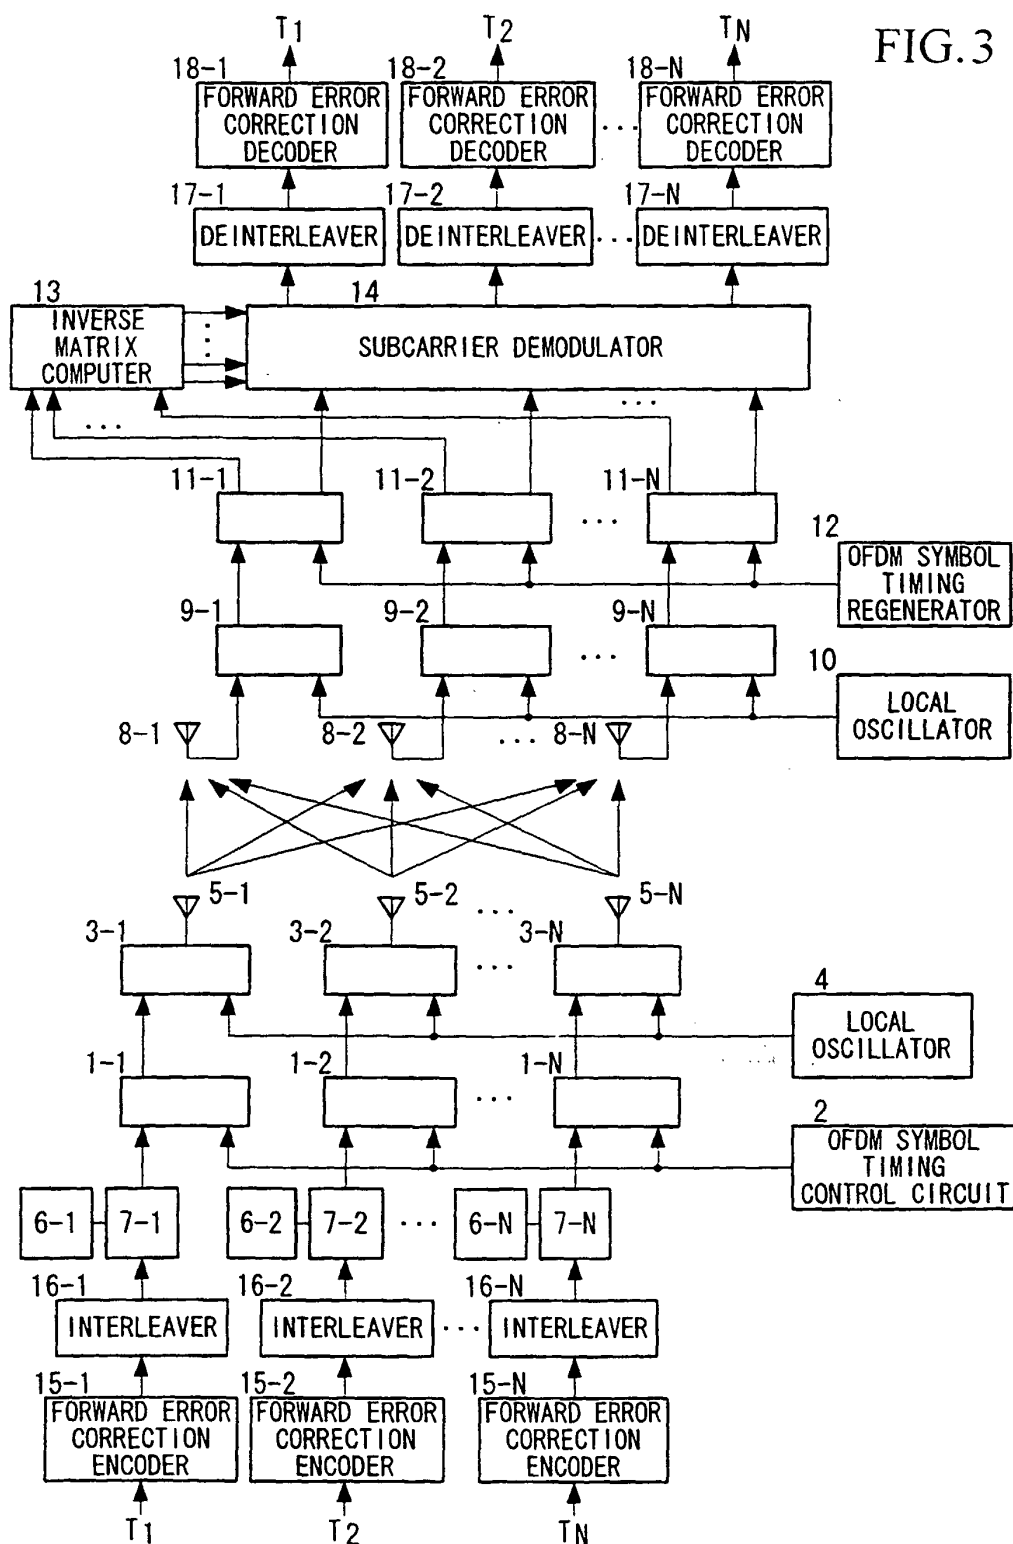 FIG. 3
T1 T2 TN
18-1 18-2 18-N
FORWARD ERROR CORRECTION DECODER
FORWARD ERROR CORRECTION DECODER
...
FORWARD ERROR CORRECTION DECODER
17-1 17-2 17-N
DEINTERLEAVER DEINTERLEAVER ... DEINTERLEAVER
13 14
INVERSE
MATRIX
COMPUTER
...
SUBCARRIER DEMODULATOR
... ...
11-1 11-2 11-N
...
12
OFDM SYMBOL
TIMING
REGENERATOR
9-1 9-2 9-N
...
10
LOCAL
OSCILLATOR
8-1 8-2 ... 8-N
5-1 5-2 ... 5-N
3-1 3-2 3-N
...
4
LOCAL
OSCILLATOR
1-1 1-2 1-N
...
2
OFDM SYMBOL
TIMING
CONTROL CIRCUIT
6-1 7-1 6-2 7-2 ... 6-N 7-N
16-1 16-2 16-N
INTERLEAVER INTERLEAVER ... INTERLEAVER
15-1 15-2 15-N
FORWARD ERROR CORRECTION ENCODER
FORWARD ERROR CORRECTION ENCODER
FORWARD ERROR CORRECTION ENCODER
T1 T2 TN